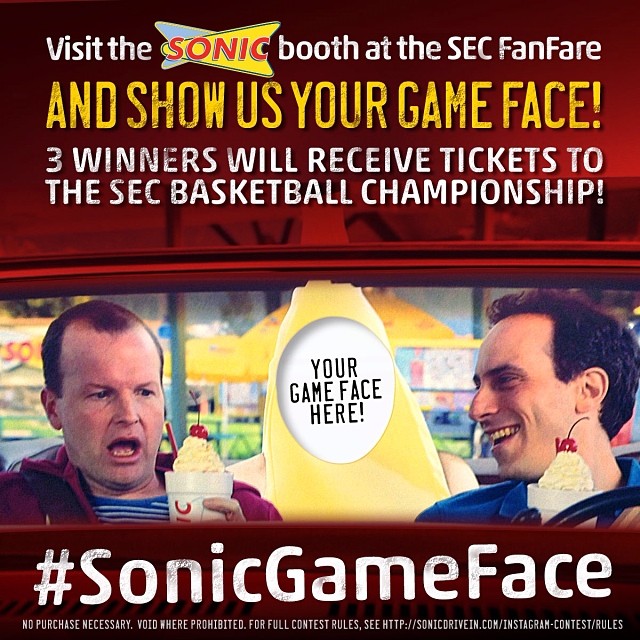 Visit the SONIC booth at the SEC FanFare
AND SHOW US YOUR GAME FACE!
3 WINNERS WILL RECEIVE TICKETS TO
THE SEC BASKETBALL CHAMPIONSHIP!
SO
YOUR
GAME FACE
HERE!
#SonicGameFace
NO PURCHASE NECESSARY. VOID WHERE PROHIBITED. FOR FULL CONTEST RULES, SEE HTTP://SONICDRIVEIN.COM/INSTAGRAM-CONTEST/RULES